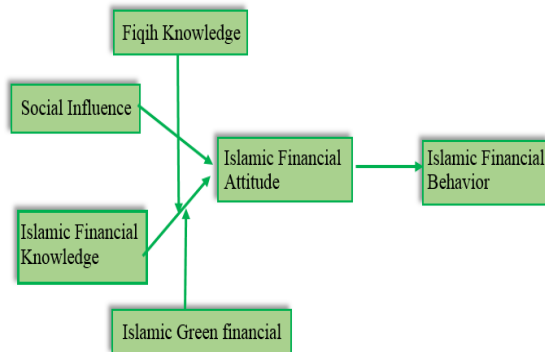 Fiqih Knowledge
Social Influence
Islamic Financial
Attitude
Islamic Financial
Behavior
Islamic Financial
Knowledge
Islamic Green financial